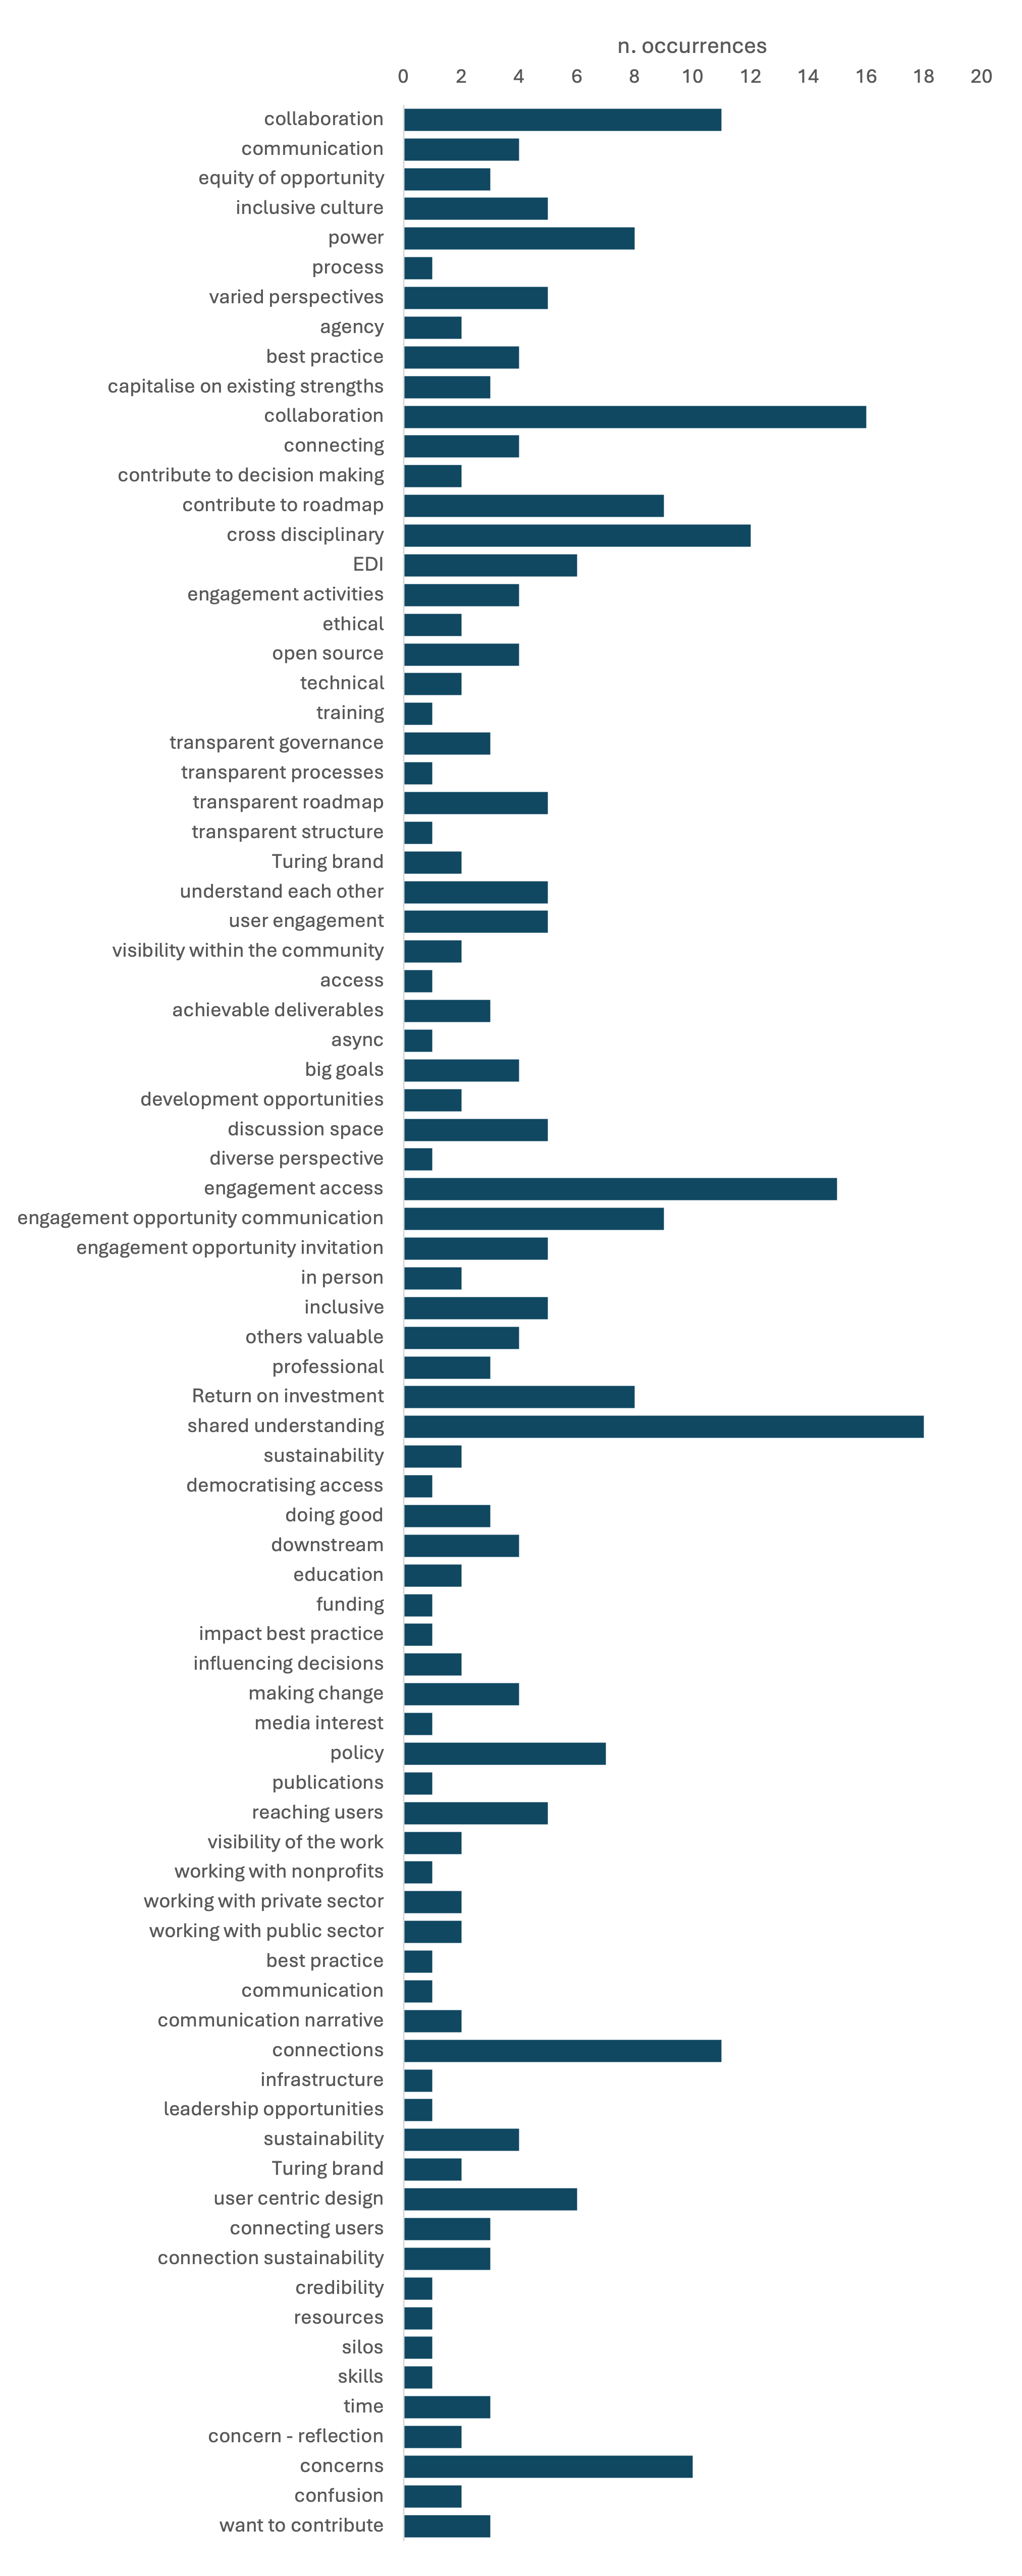 n. occurrences
0 2 4 6 8 10 12 14 16 18 20
collaboration
communication
equity of opportunity
inclusive culture
power
process
varied perspectives
agency
best practice
capitalise on existing strengths
collaboration
connecting
contribute to decision making
contribute to roadmap
cross disciplinary
EDI
engagement activities
ethical
open source
technical
training
transparent governance
transparent processes
transparent roadmap
transparent structure
Turing brand
understand each other
user engagement
visibility within the community
access
achievable deliverables
async
big goals
development opportunities
discussion space
diverse perspective
engagement access
engagement opportunity communication
engagement opportunity invitation
in person
inclusive
others valuable
professional
Return on investment
shared understanding
sustainability
democratising access
doing good
downstream
education
funding
impact best practice
influencing decisions
making change
media interest
policy
publications
reaching users
visibility of the work
working with nonprofits
working with private sector
working with public sector
best practice
communication
communication narrative
connections
infrastructure
leadership opportunities
sustainability
Turing brand
user centric design
connecting users
connection sustainability
credibility
resources
silos
skills
time
concern - reflection
concerns
confusion
want to contribute